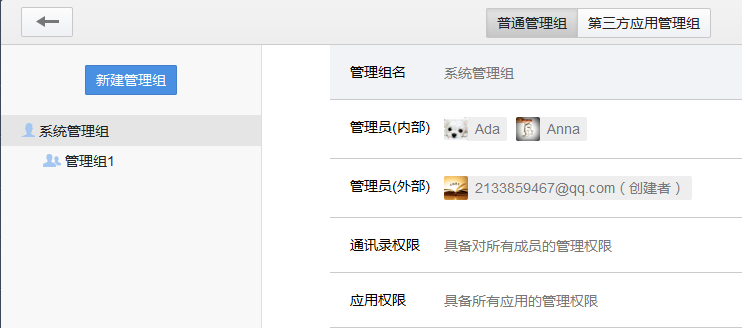 普通管理组 第三方应用管理组
新建管理组
系统管理组
管理组1
管理组名 系统管理组
管理员(内部) Ada Anna
管理员(外部) 2133859467@qq.com（创建者）
通讯录权限 具备对所有成员的管理权限
应用权限 具备所有应用的管理权限